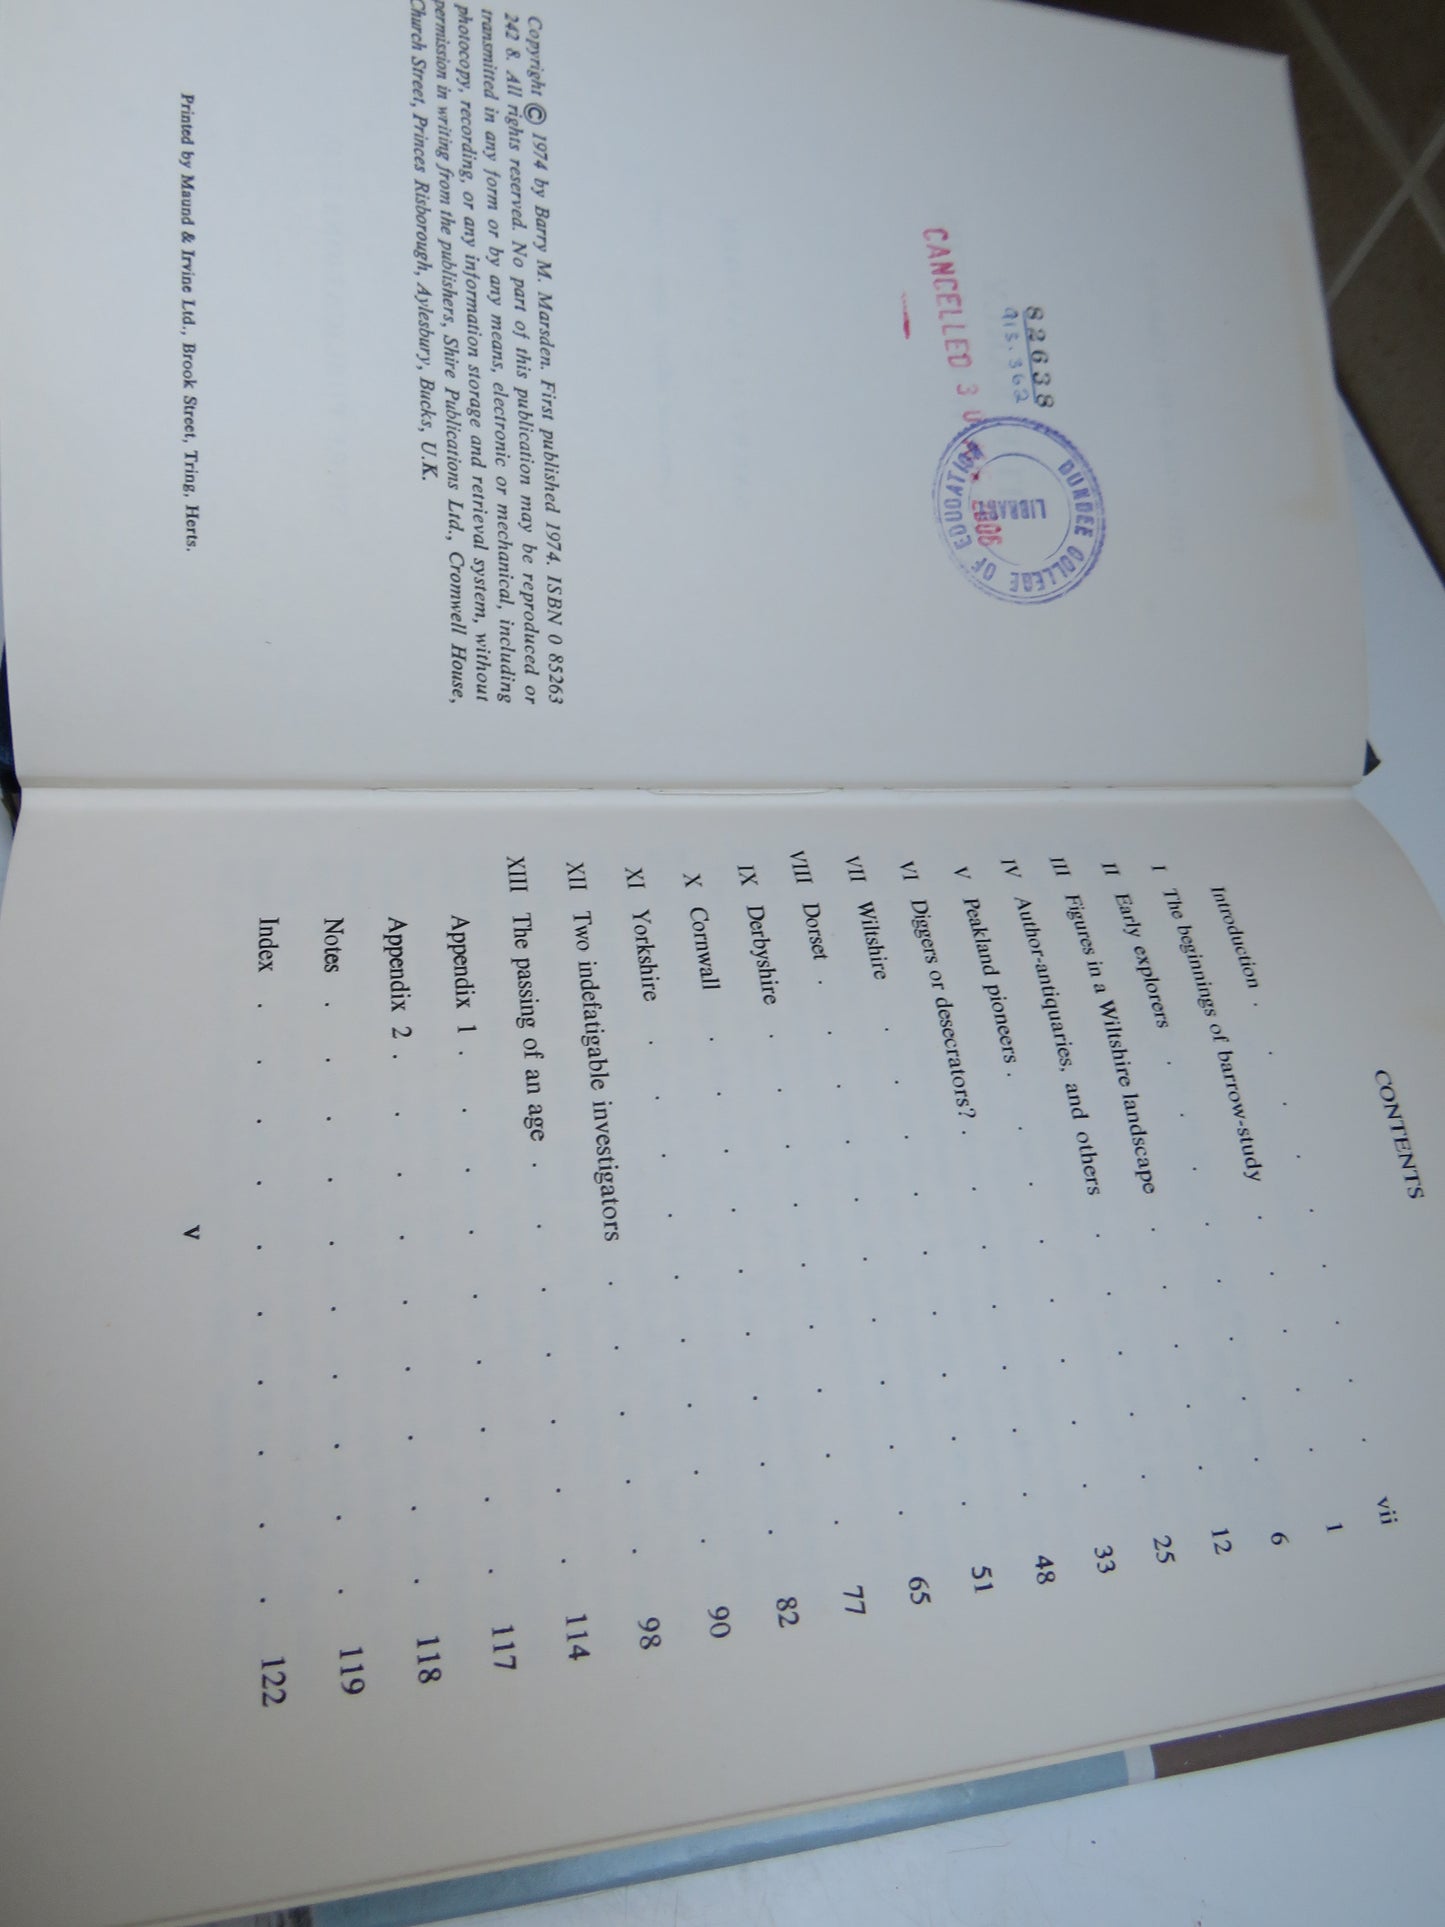 82638
913.362
CANCELLED 3
DUNDEE COLLEGE OF EDUCATION
LIBRARY
Copyright © 1974 by Barry M. Marsden. First published 1974. ISBN 0 85263
242 8. All rights reserved. No part of this publication may be reproduced or
transmitted in any form or by any means, electronic or mechanical, including
photocopy, recording, or any information storage and retrieval system, without
permission in writing from the publishers, Shire Publications Ltd., Cromwell House,
Church Street, Princes Risborough, Aylesbury, Bucks, U.K.
Printed by Maund & Irvine Ltd., Brook Street, Tring, Herts.
CONTENTS
Introduction . . . . . . . . . vii
I The beginnings of barrow-study . . . . . 1
II Early explorers . . . . . . . . 6
III Figures in a Wiltshire landscape . . . . . 12
IV Author-antiquaries, and others . . . . . 25
V Peakland pioneers . . . . . . . . 33
VI Diggers or desecrators? . . . . . . . 48
VII Wiltshire . . . . . . . . . 51
VIII Dorset . . . . . . . . . . 65
IX Derbyshire . . . . . . . . . 77
X Cornwall . . . . . . . . . 82
XI Yorkshire . . . . . . . . . 90
XII Two indefatigable investigators . . . . . 98
XIII The passing of an age . . . . . . . 114
Appendix 1 . . . . . . . . . 117
Appendix 2 . . . . . . . . . 118
Notes . . . . . . . . . . 119
Index . . . . . . . . . . 122
v